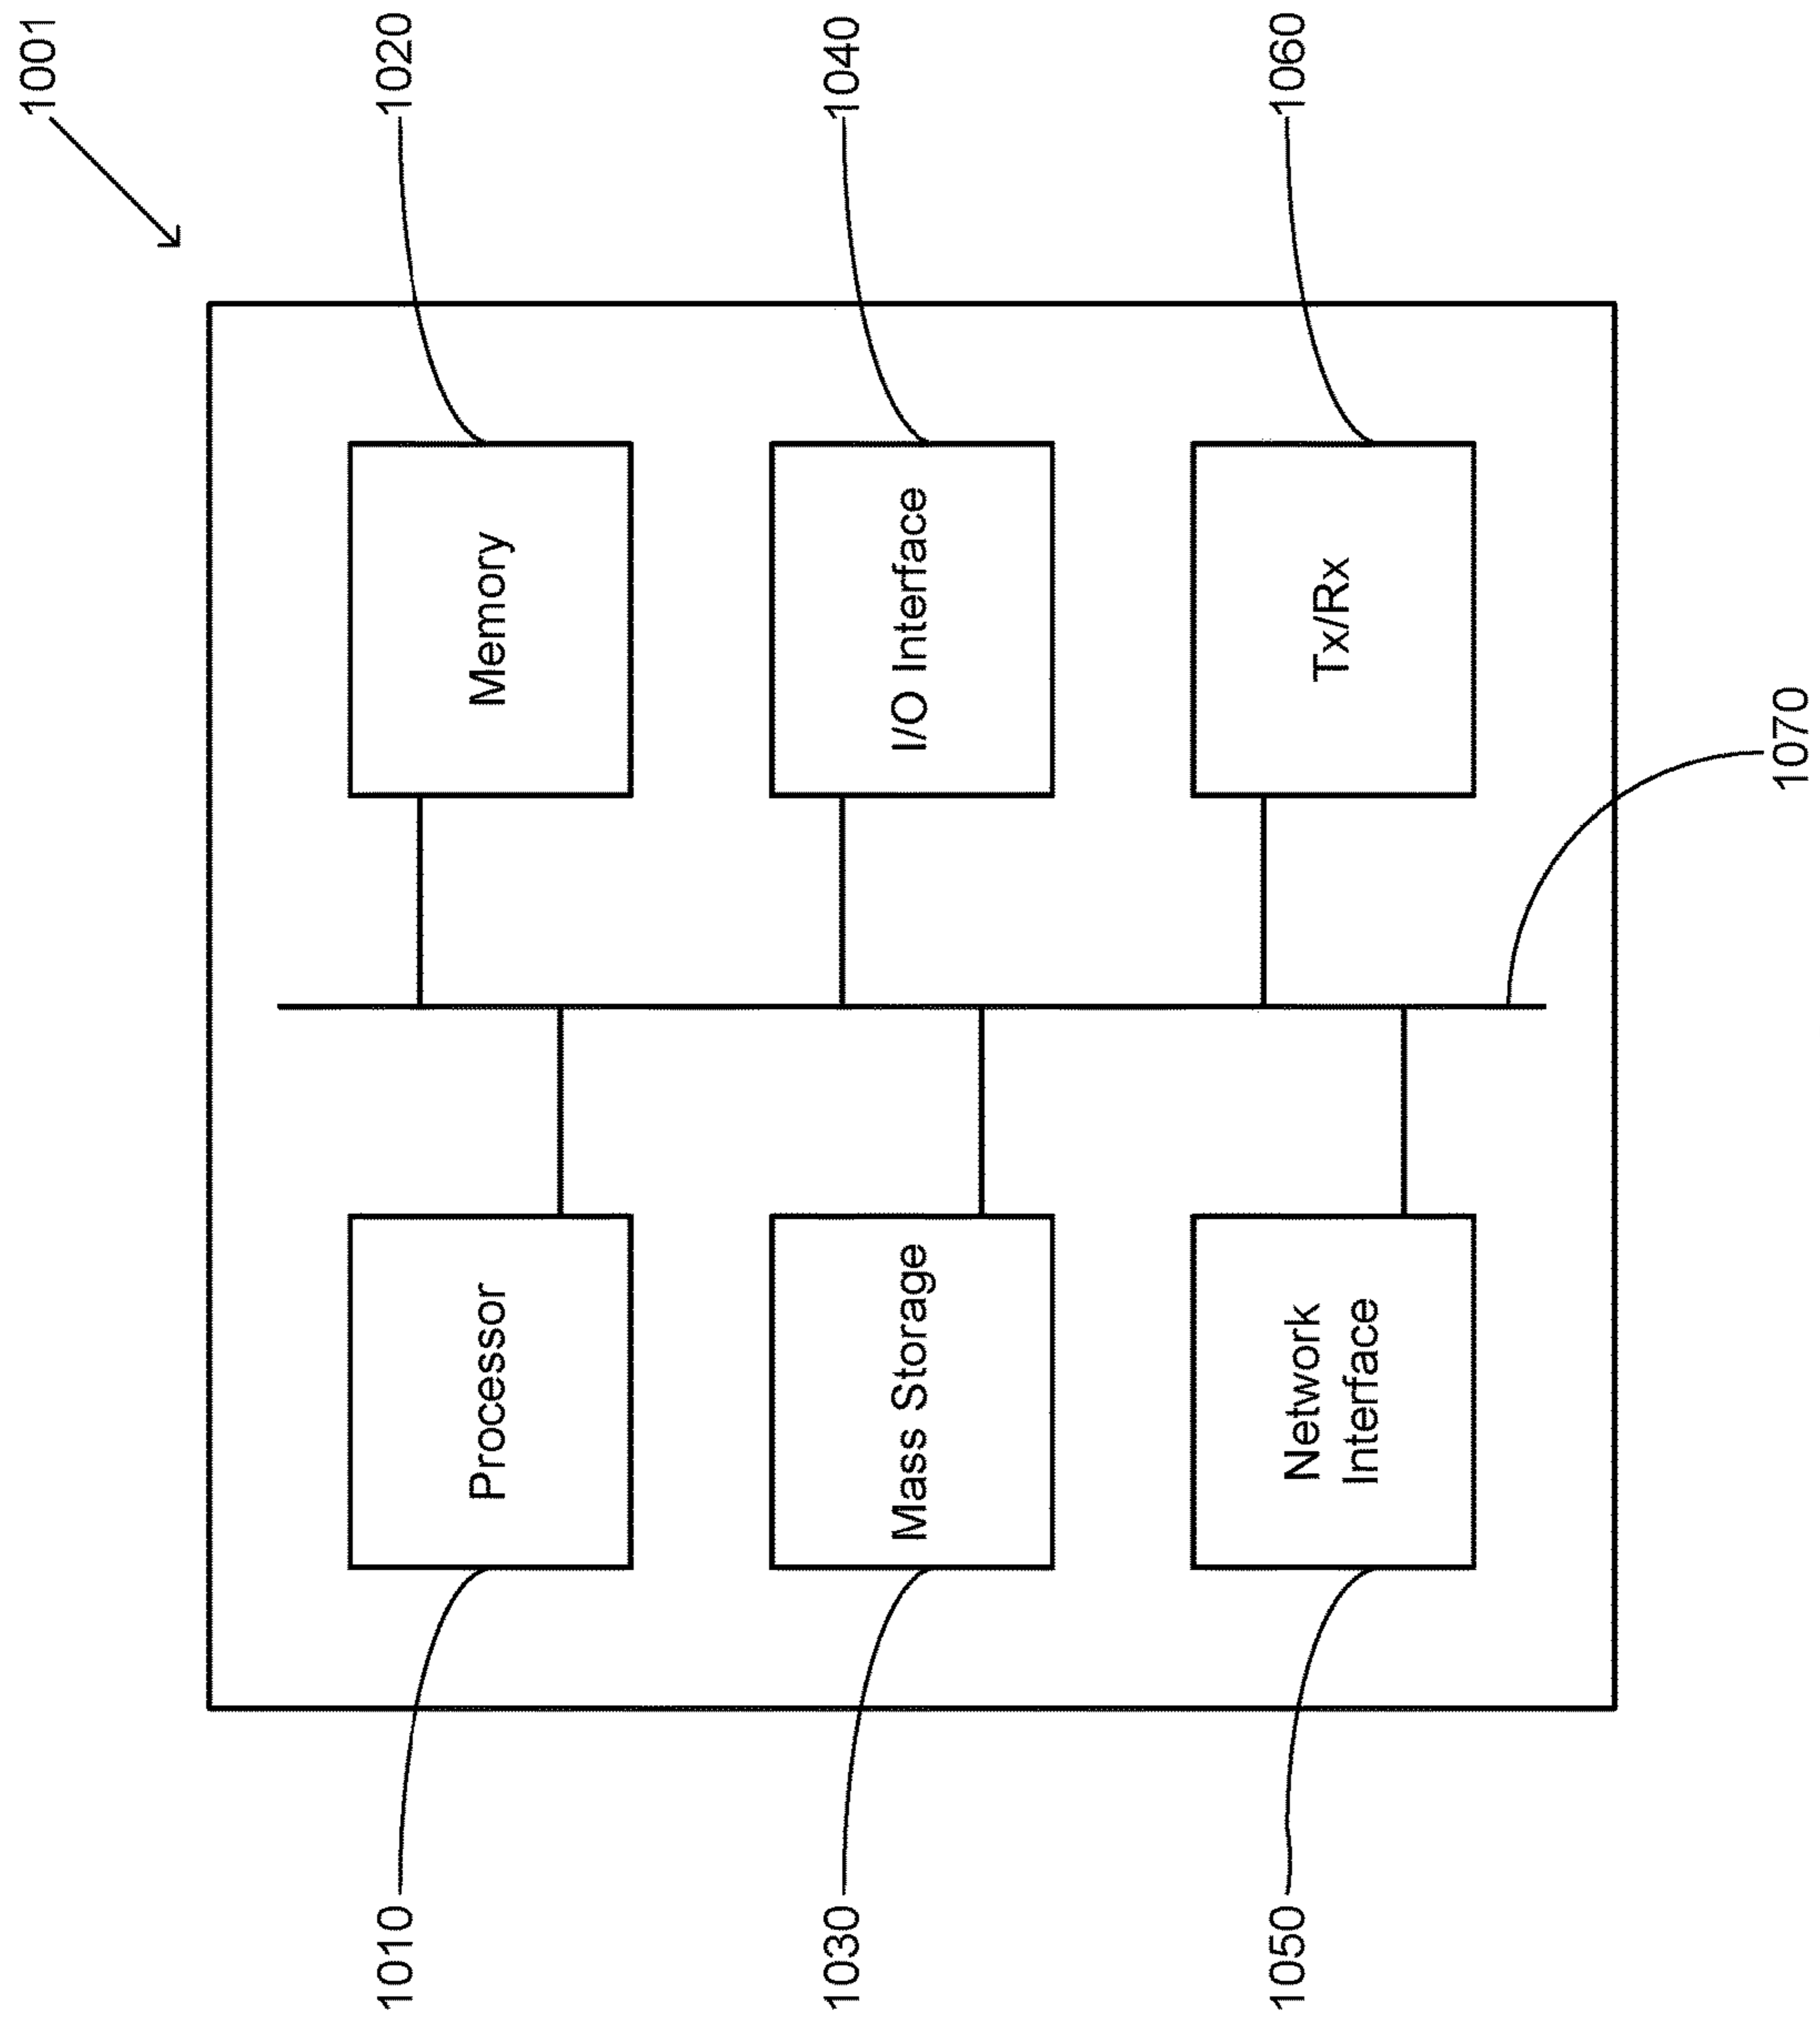 1001
1010
Processor
Memory
1020
1030
Mass Storage
I/O Interface
1040
1050
Network
Interface
Tx/Rx
1060
1070